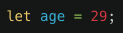 let age = 29;